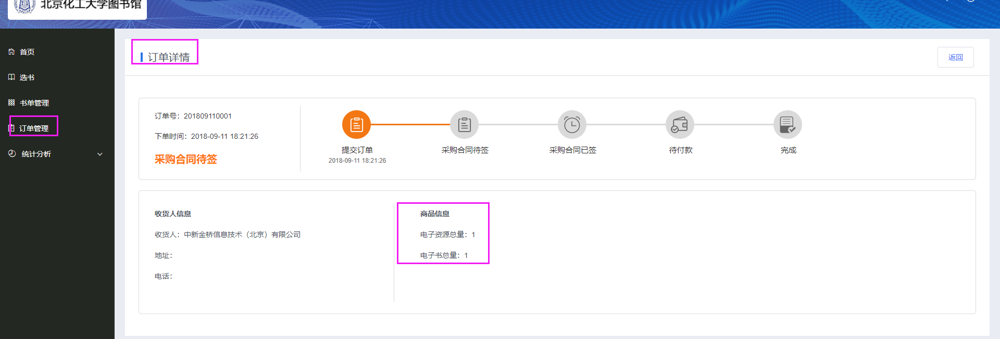 北京化工大学图书馆
首页
选书
书单管理
订单管理
统计分析
订单详情
返回
订单号：201809110001
下单时间：2018-09-11 18:21:26
采购合同待签
提交订单
2018-09-11 18:21:26
采购合同待签
采购合同已签
待付款
完成
收货人信息
收货人：中新金桥信息技术（北京）有限公司
地址：
电话：
商品信息
电子资源总量：1
电子书总量：1